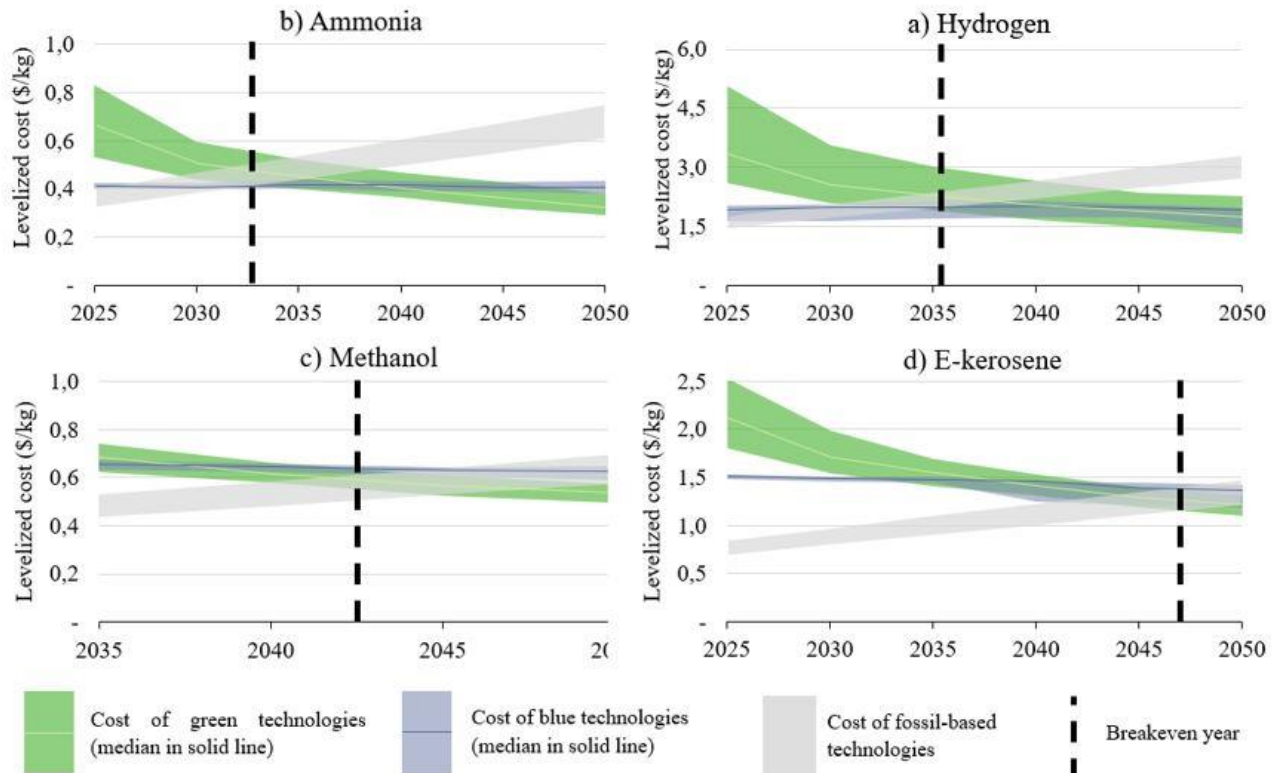 b) Ammonia
Levelized cost ($/kg)
1,0
0,8
0,6
0,4
0,2
-
2025 2030 2035 2040 2045 2050
a) Hydrogen
Levelized cost ($/kg)
6,0
4,5
3,0
1,5
-
2025 2030 2035 2040 2045 2050
c) Methanol
Levelized cost ($/kg)
1,0
0,8
0,6
0,4
0,2
-
2035 2040 2045
d) E-kerosene
Levelized cost ($/kg)
2,5
2,0
1,5
1,0
0,5
-
2025 2030 2035 2040 2045 2050
Cost of green technologies
(median in solid line)
Cost of blue technologies
(median in solid line)
Cost of fossil-based
technologies
Breakeven year